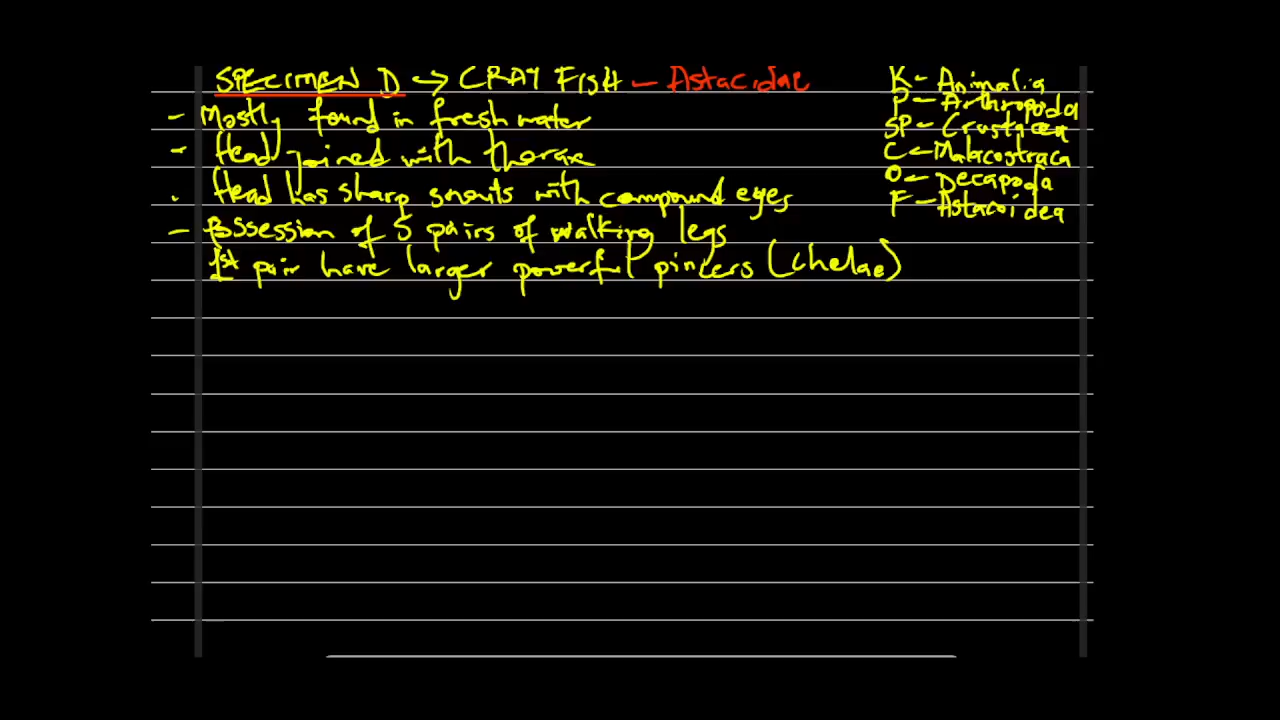 SPECIMEN D → CRAY FISH – Astacidae
- Mostly found in fresh water
- Head joined with thorax
- Head has sharp snouts with compound eyes
- Possession of 5 pairs of walking legs
1st pair have larger powerful pincers (chelae)
K – Animalia
P – Arthropoda
SP – Crustacea
C – Malacostraca
O – Decapoda
F – Astacoidea